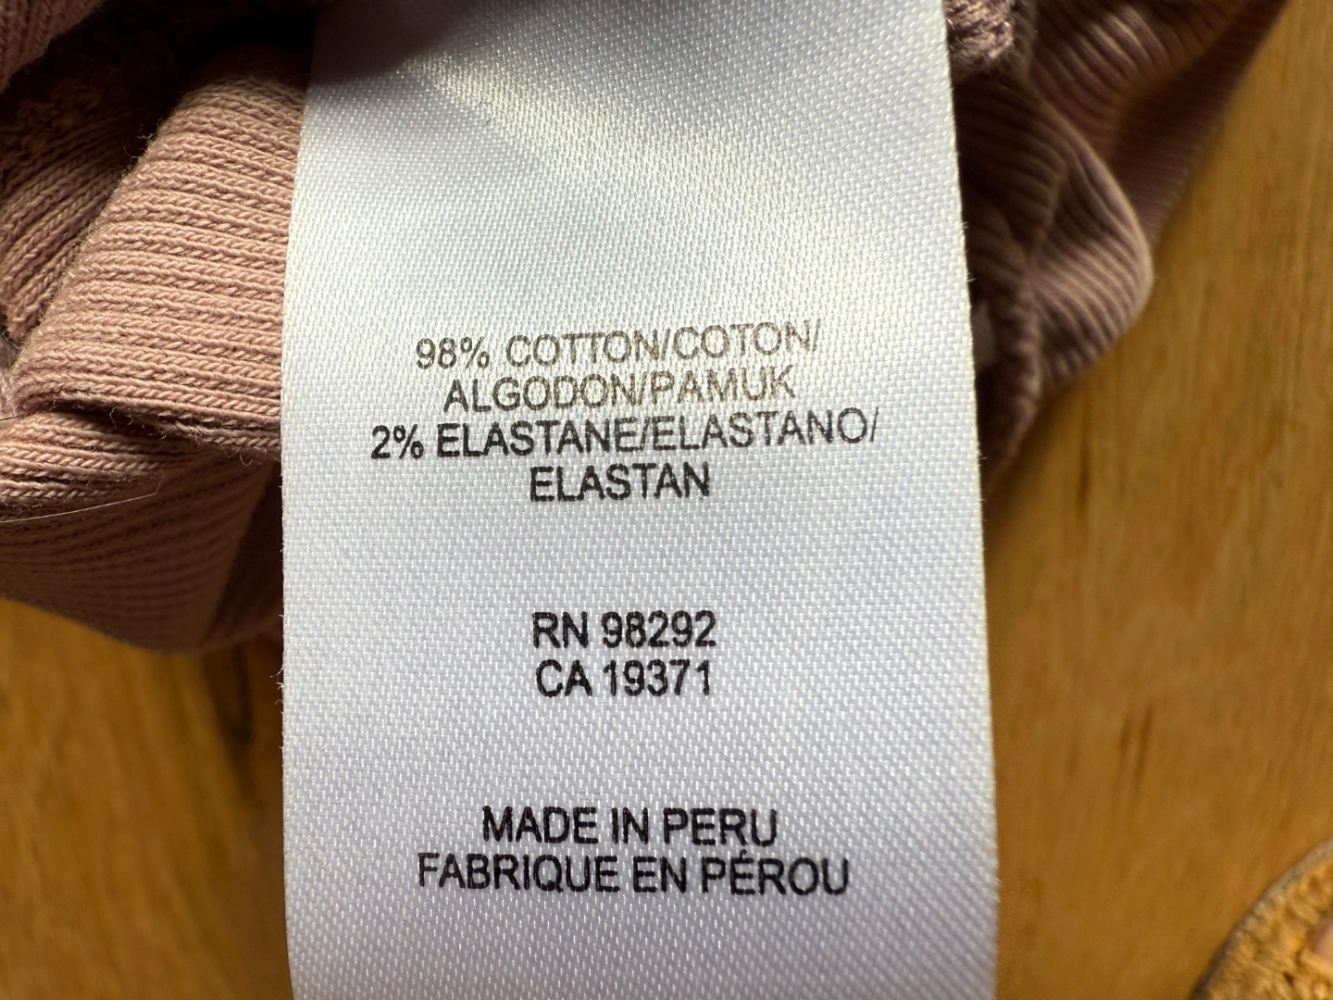 98% COTTON/COTON/
ALGODON/PAMUK
2% ELASTANE/ELASTANO/
ELASTAN
RN 98292
CA 19371
MADE IN PERU
FABRIQUE EN PÉROU